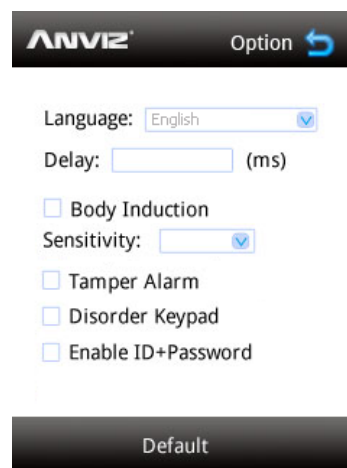 ANVIZ Option
Language: English
Delay: (ms)
Body Induction
Sensitivity:
Tamper Alarm
Disorder Keypad
Enable ID+Password
Default